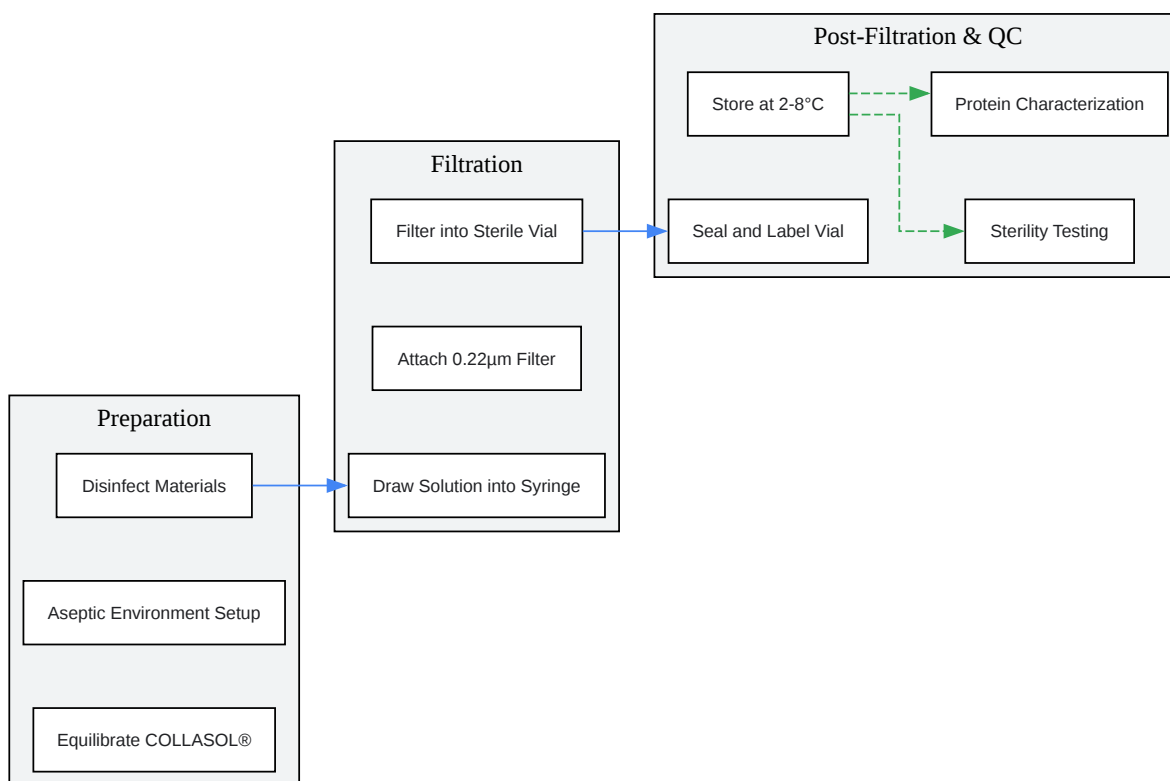 Post-Filtration & QC
Store at 2-8°C
Protein Characterization
Seal and Label Vial
Sterility Testing
Filtration
Filter into Sterile Vial
Attach 0.22µm Filter
Draw Solution into Syringe
Preparation
Disinfect Materials
Aseptic Environment Setup
Equilibrate COLLASOL®